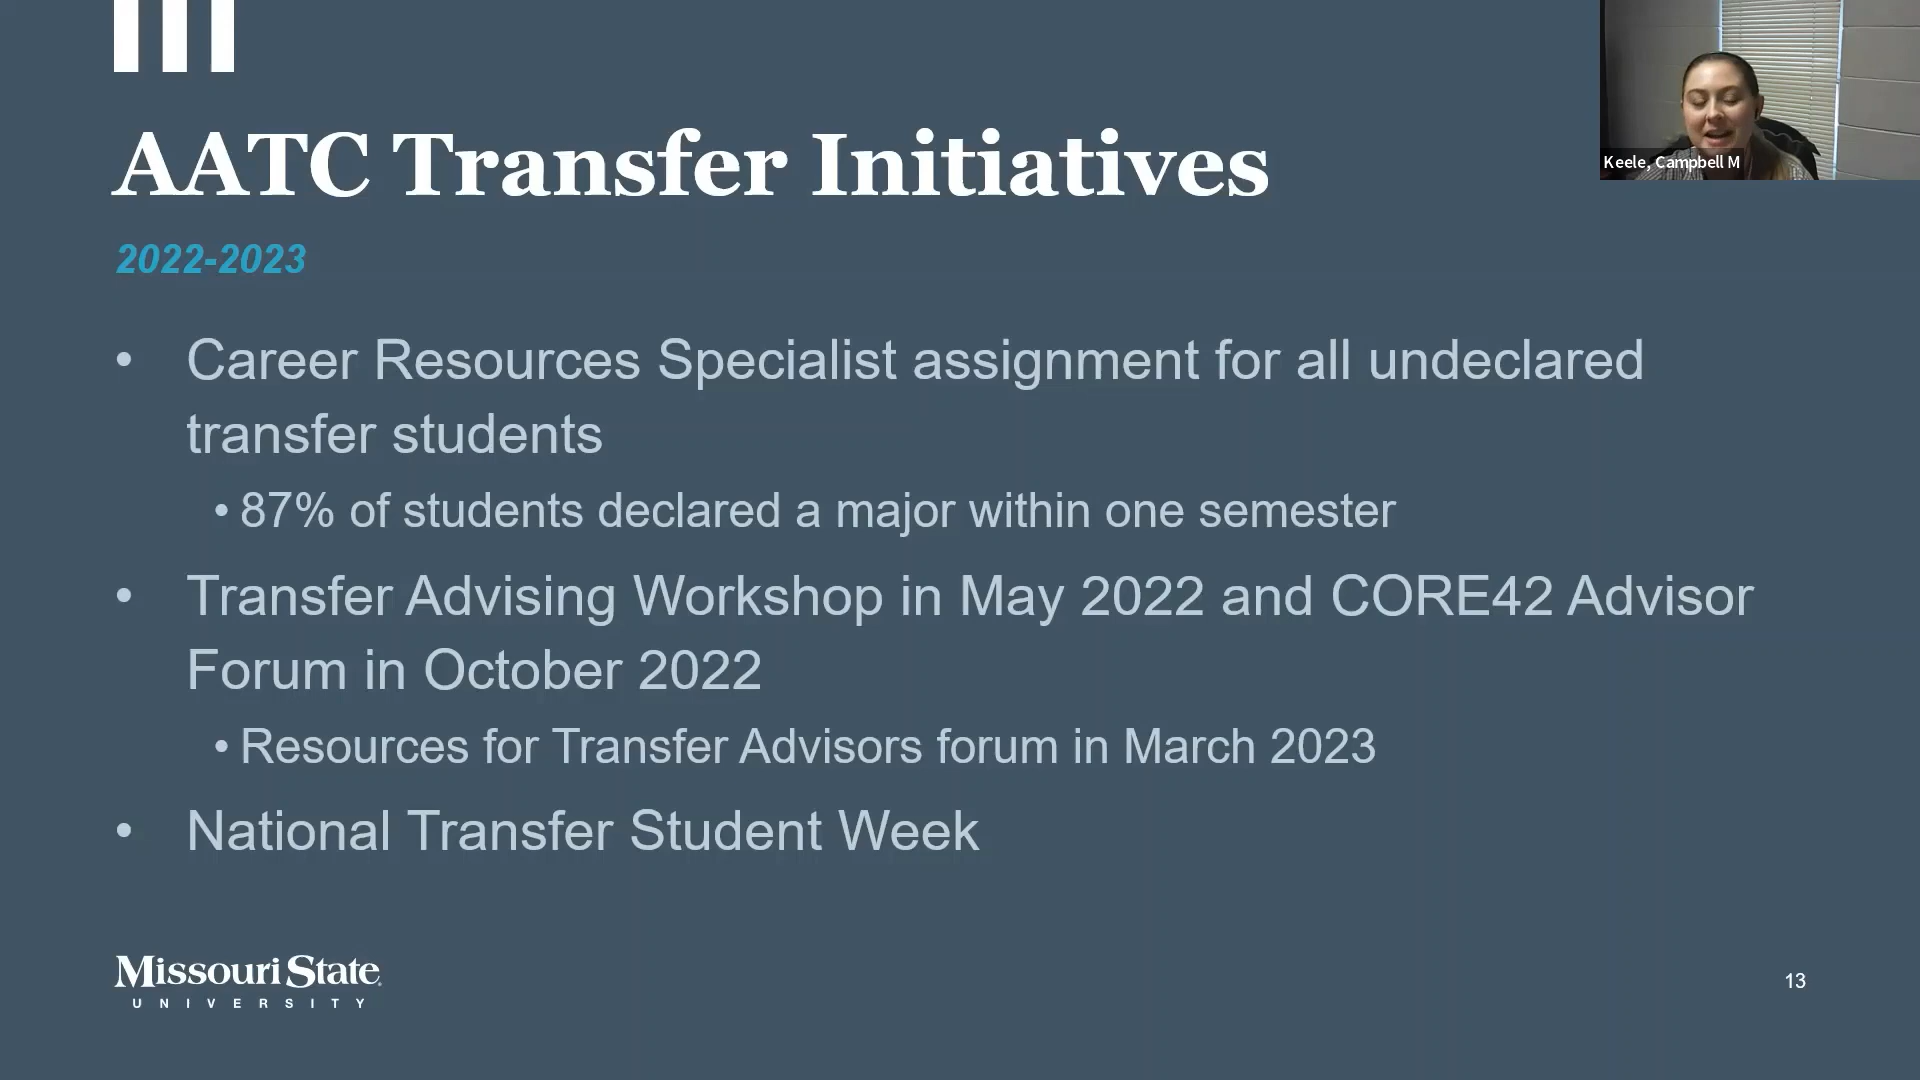 AATC Transfer Initiatives
Keele, Campbell M
2022-2023
• Career Resources Specialist assignment for all undeclared
transfer students
• 87% of students declared a major within one semester
• Transfer Advising Workshop in May 2022 and CORE42 Advisor
Forum in October 2022
• Resources for Transfer Advisors forum in March 2023
• National Transfer Student Week
Missouri State
UNIVERSITY
13